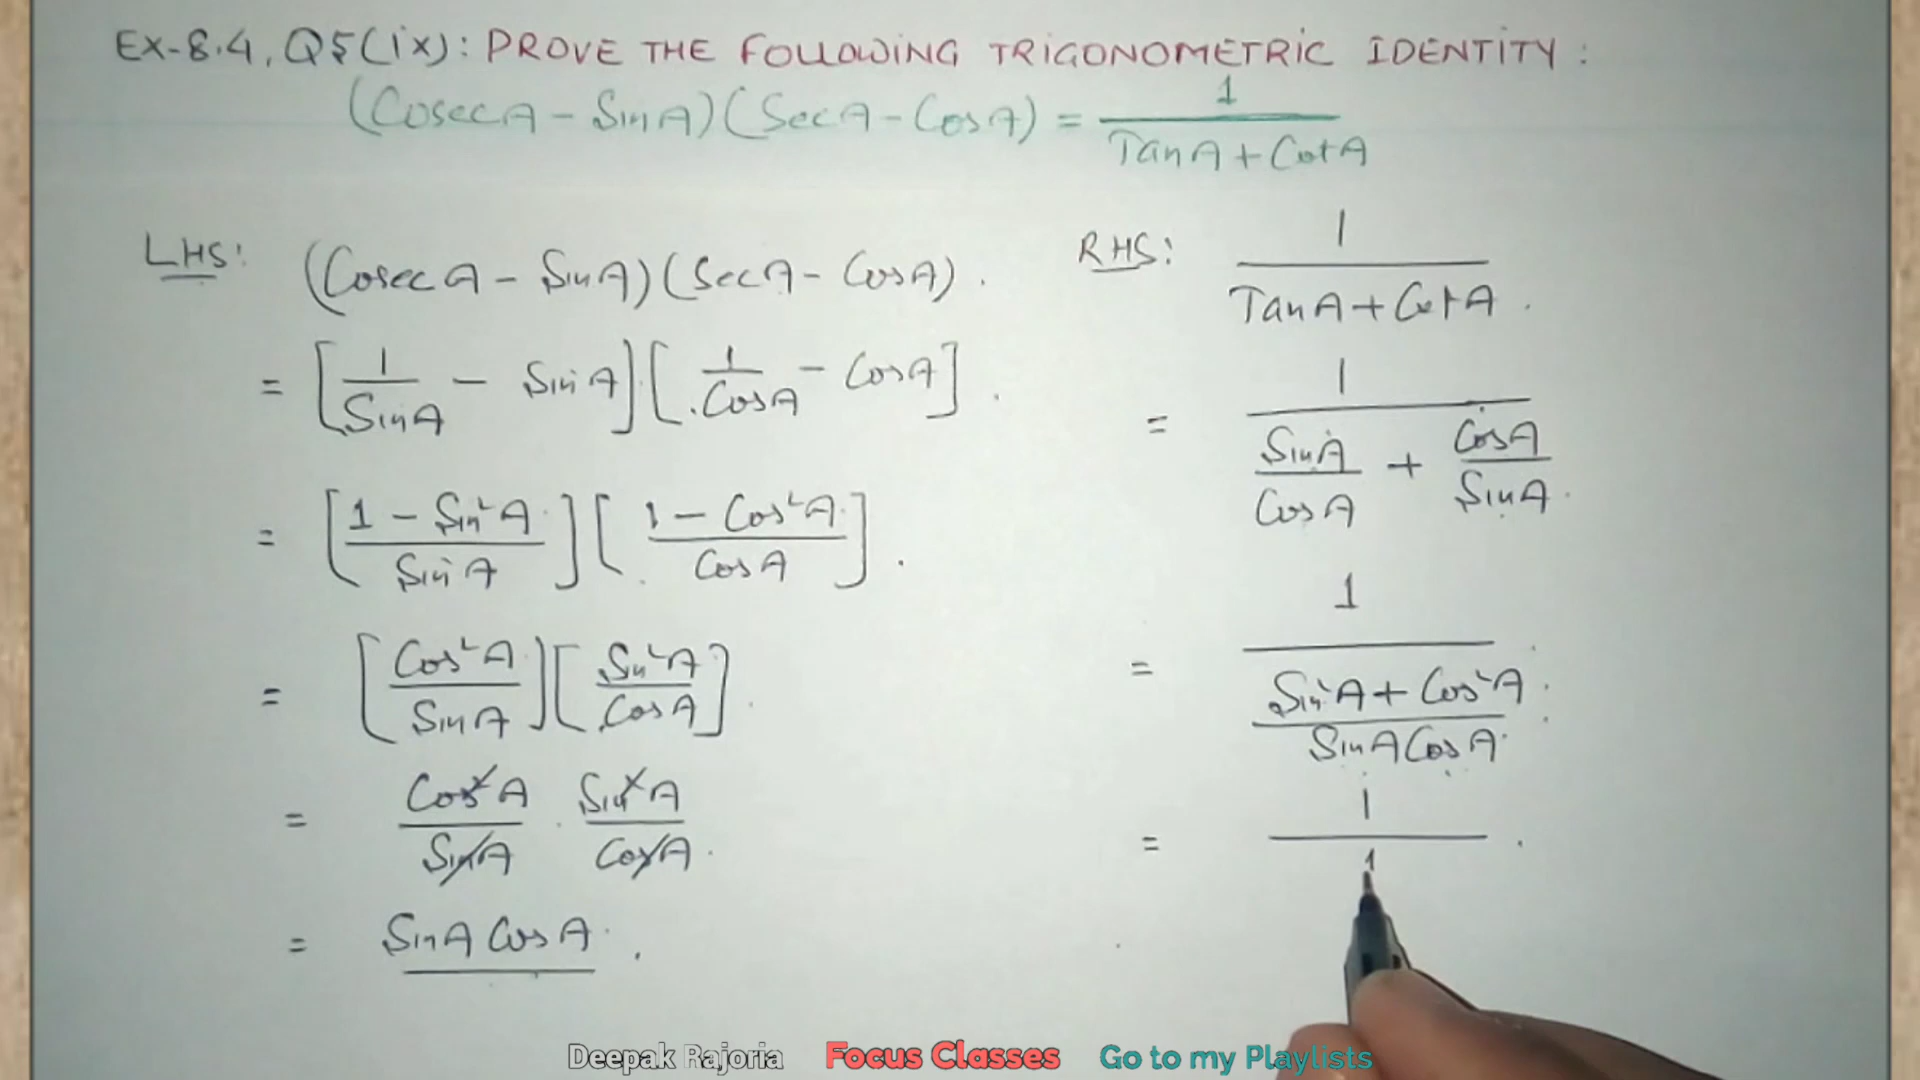 EX-8.4, Q5(ix): PROVE THE FOLLOWING TRIGONOMETRIC IDENTITY:
(CosecA - SinA)(SecA - CosA) = 1 / (TanA + CotA)
LHS: (CosecA - SinA)(SecA - CosA).
= [1/SinA - SinA][1/CosA - CosA].
= [(1 - Sin²A)/SinA][(1 - Cos²A)/CosA].
= [Cos²A/SinA][Sin²A/CosA].
= Cos²A/SinA . Sin²A/CosA.
= SinA CosA.
RHS: 1 / (TanA + CotA).
= 1 / (SinA/CosA + CosA/SinA).
= 1 / ((Sin²A + Cos²A)/(SinA CosA))
= 1 / 1.
Deepak Rajoria Focus Classes Go to my Playlists